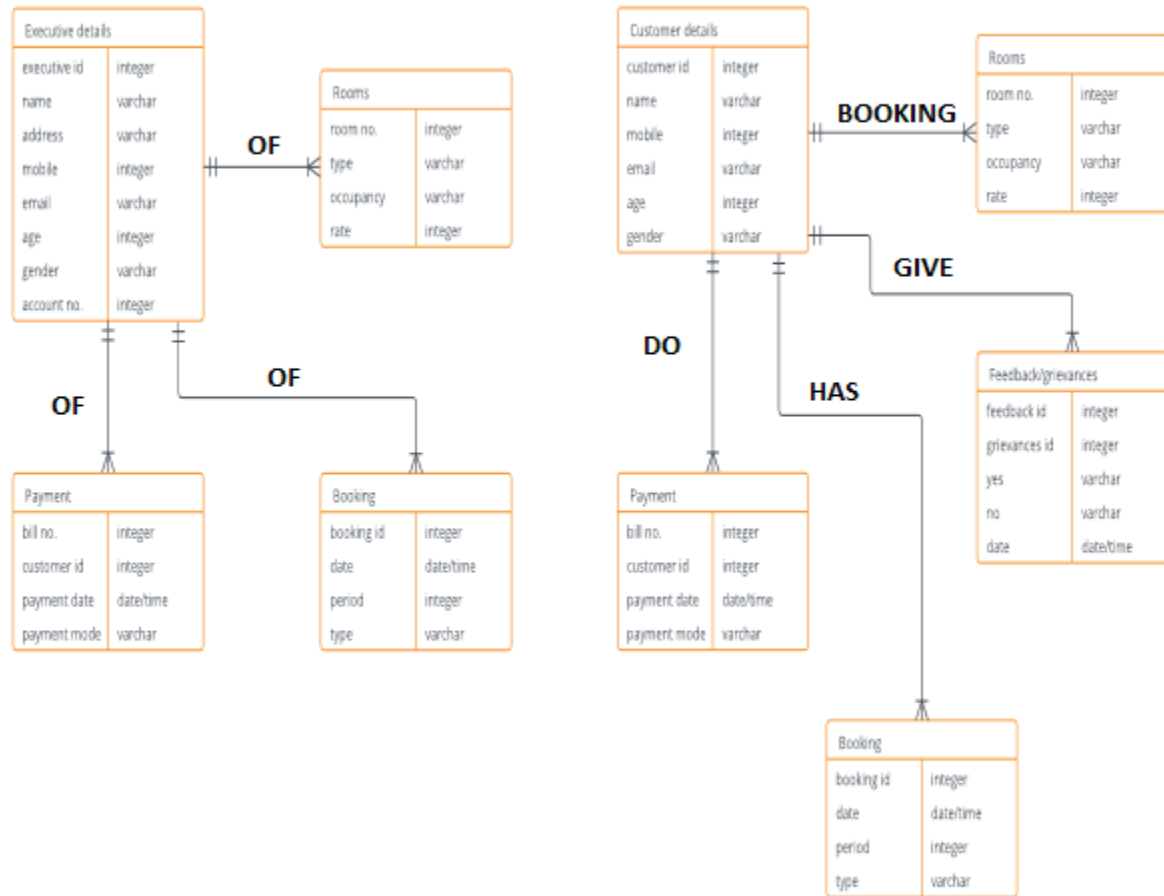 Executive details
executive id integer
name varchar
address varchar
mobile integer
email varchar
age integer
gender varchar
account no. integer
OF
Rooms
room no. integer
type varchar
occupancy varchar
rate integer
OF
OF
Payment
bill no. integer
customer id integer
payment date date/time
payment mode varchar
Booking
booking id integer
date date/time
period integer
type varchar
Customer details
customer id integer
name varchar
mobile integer
email varchar
age integer
gender varchar
BOOKING
Rooms
room no. integer
type varchar
occupancy varchar
rate integer
GIVE
DO
HAS
Feedback/grievances
feedback id integer
grievances id integer
yes varchar
no varchar
date date/time
Payment
bill no. integer
customer id integer
payment date date/time
payment mode varchar
Booking
booking id integer
date date/time
period integer
type varchar